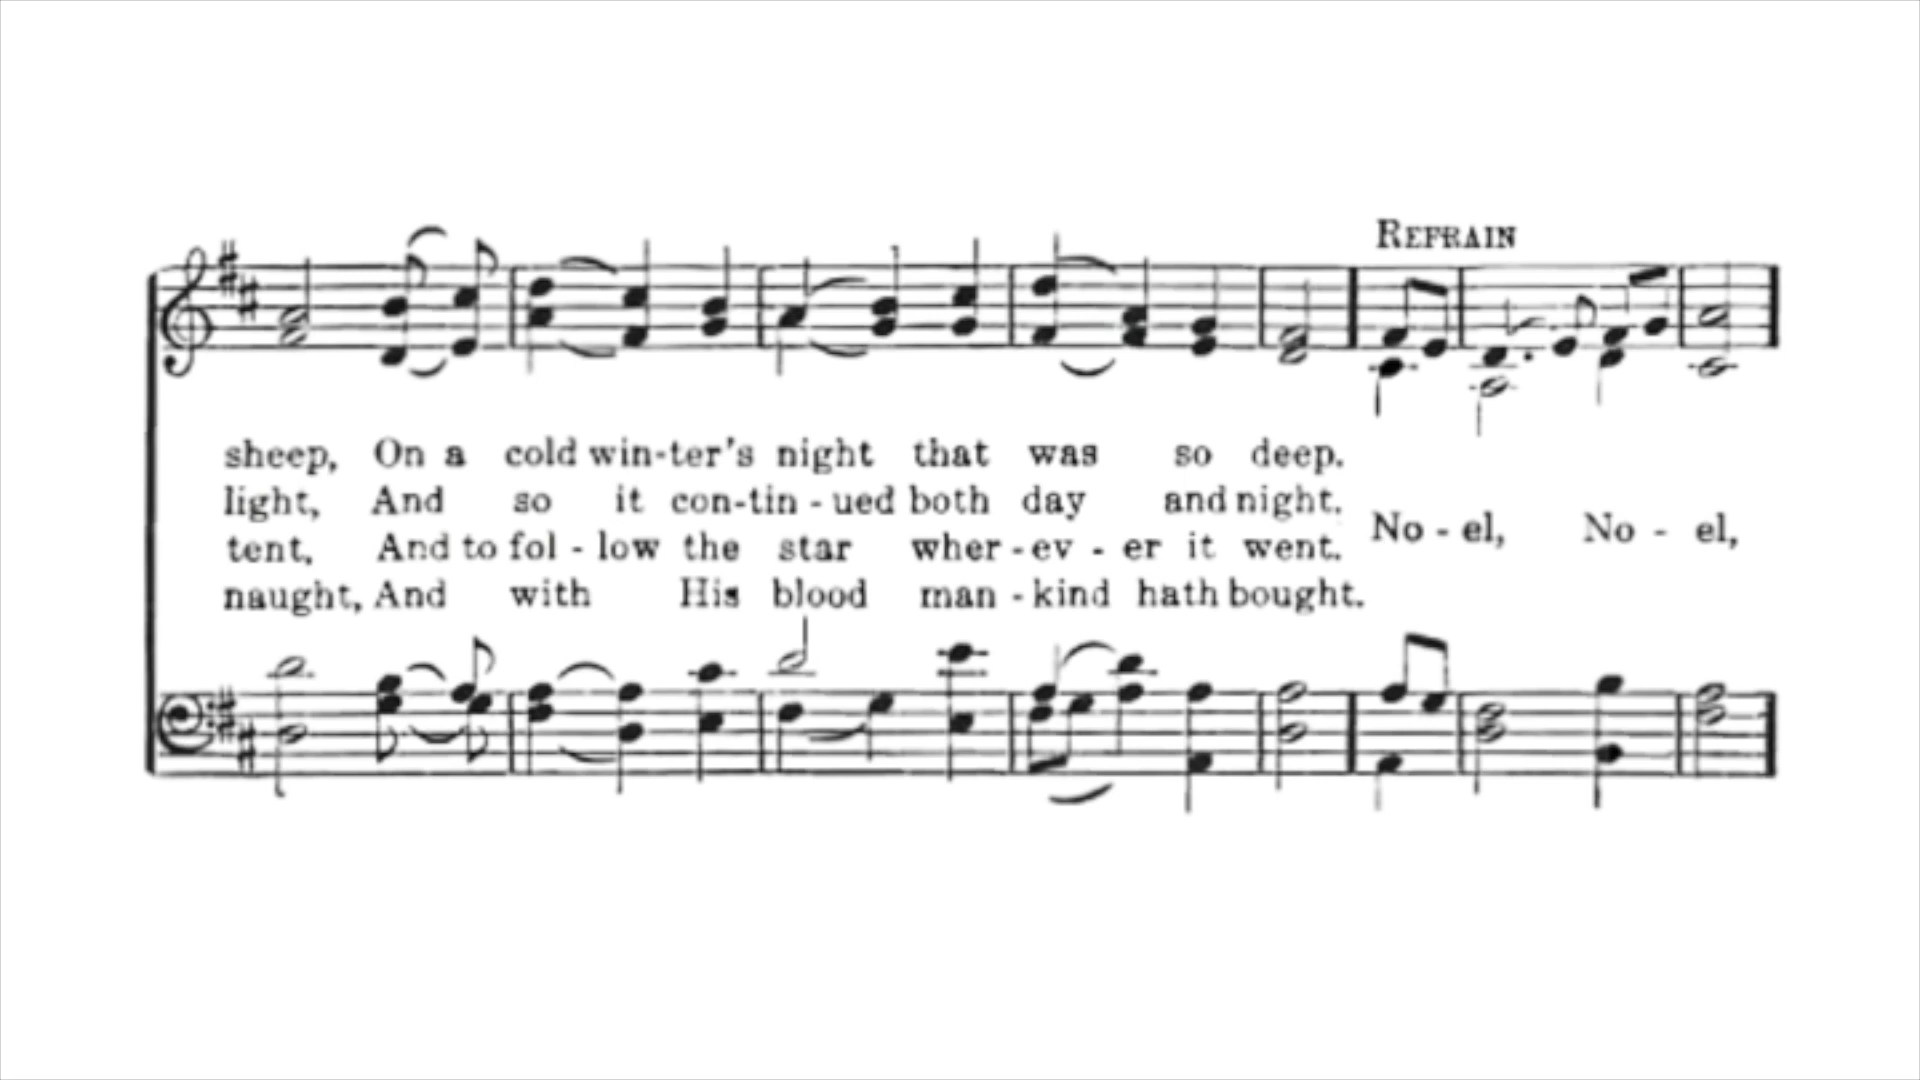 REFRAIN
sheep, On a cold win-ter's night that was so deep.
light, And so it con-tin - ued both day and night.
No - el, No - el,
tent, And to fol - low the star wher - ev - er it went.
naught, And with His blood man - kind hath bought.